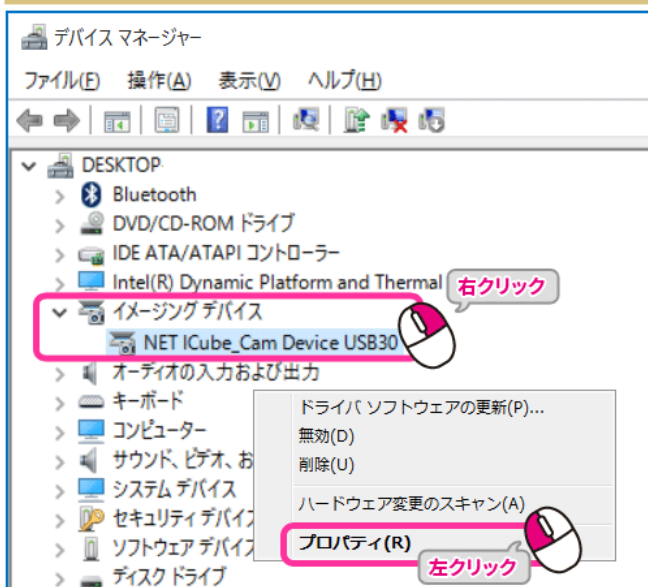 デバイス マネージャー
ファイル(F) 操作(A) 表示(V) ヘルプ(H)
DESKTOP
Bluetooth
DVD/CD-ROM ドライブ
IDE ATA/ATAPI コントローラー
Intel(R) Dynamic Platform and Thermal
右クリック
イメージング デバイス
NET ICube_Cam Device USB30
オーディオの入力および出力
キーボード
ドライバ ソフトウェアの更新(P)...
コンピューター
無効(D)
サウンド、ビデオ、お
削除(U)
システム デバイス
ハードウェア変更のスキャン(A)
セキュリティ デバイス
プロパティ(R)
ソフトウェア デバイス
左クリック
ディスク ドライブ